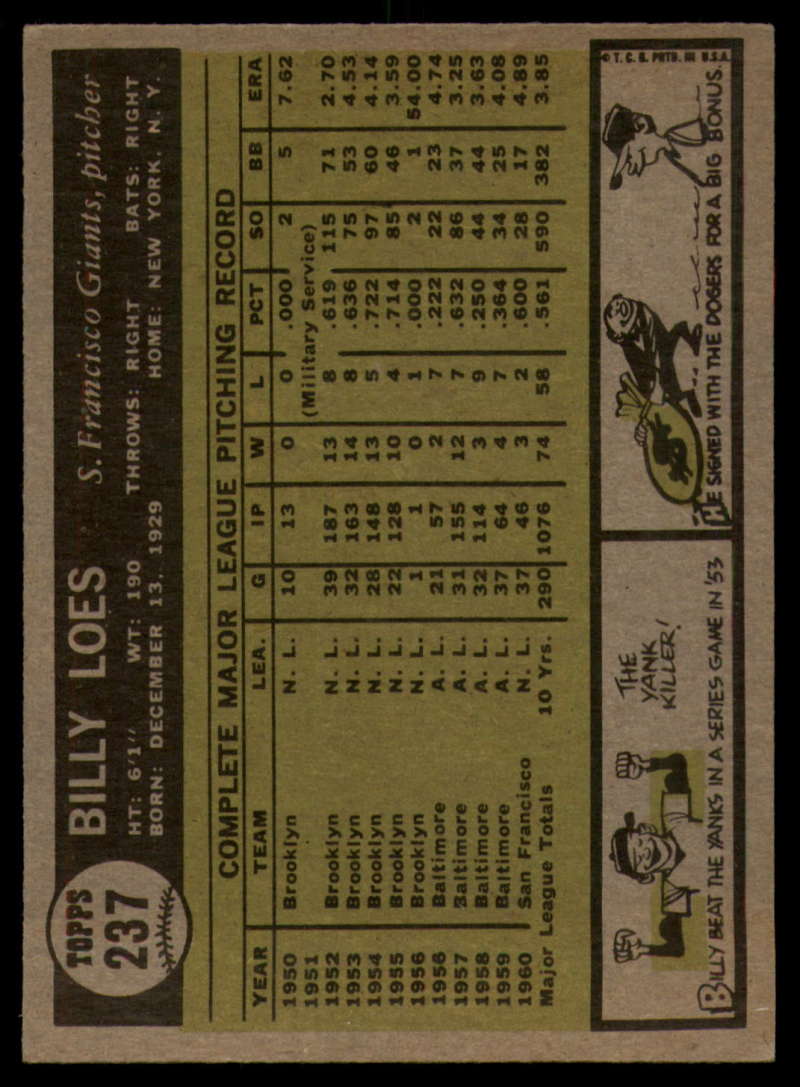 TOPPS
237
BILLY LOES S. Francisco Giants, pitcher
HT: 6'1" WT: 190 THROWS: RIGHT BATS: RIGHT
BORN: DECEMBER 13, 1929 HOME: NEW YORK, N. Y.
COMPLETE MAJOR LEAGUE PITCHING RECORD
YEAR TEAM LEA. G IP W L PCT SO BB ERA
1950 Brooklyn N. L. 10 13 0 0 .000 2 5 7.62
1951 (Military Service)
1952 Brooklyn N. L. 39 187 13 8 .619 115 71 2.70
1953 Brooklyn N. L. 32 163 14 8 .636 75 53 4.53
1954 Brooklyn N. L. 28 148 13 5 .722 97 60 4.14
1955 Brooklyn N. L. 22 128 10 4 .714 85 46 3.59
1956 Brooklyn N. L. 1 1 0 1 .000 2 1 54.00
1956 Baltimore A. L. 21 57 2 7 .222 22 23 4.74
1957 Baltimore A. L. 31 155 12 7 .632 86 37 3.25
1958 Baltimore A. L. 32 114 3 9 .250 44 44 3.63
1959 Baltimore A. L. 37 64 4 7 .364 34 25 4.08
1960 San Francisco N. L. 37 46 3 2 .600 28 17 4.89
Major League Totals 10 Yrs. 290 1076 74 58 .561 590 382 3.85
THE
YANK
KILLER!
BILLY BEAT THE YANKS IN A SERIES GAME IN '53
$
HE SIGNED WITH THE DOGERS FOR A BIG BONUS.
© T. C. G. PRTD. IN U.S.A.